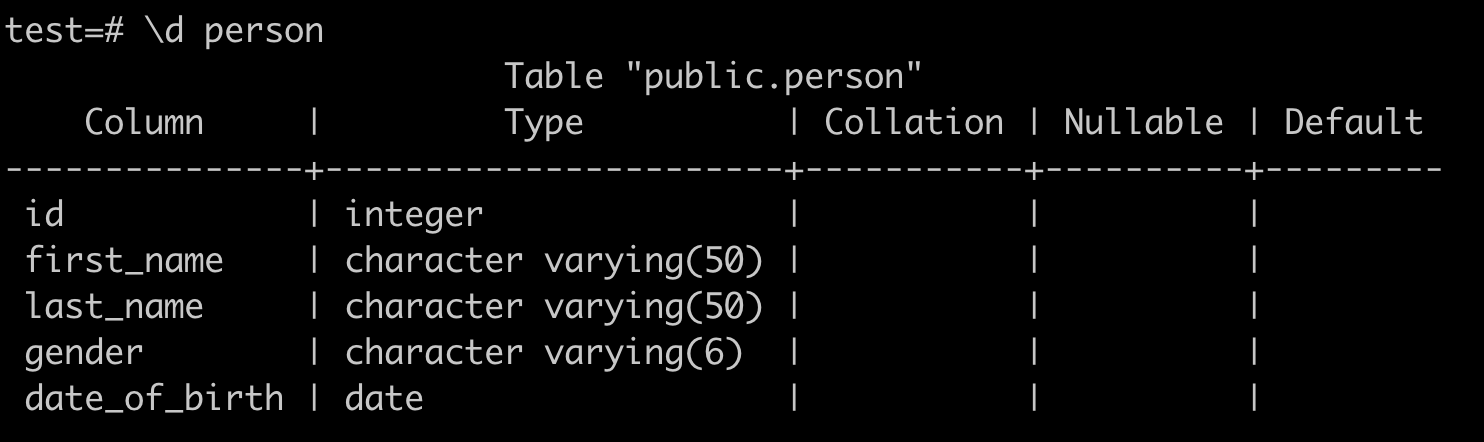 test=# \d person
                         Table "public.person"
    Column     |         Type          | Collation | Nullable | Default
---------------+-----------------------+-----------+----------+---------
 id            | integer               |           |          |
 first_name    | character varying(50) |           |          |
 last_name     | character varying(50) |           |          |
 gender        | character varying(6)  |           |          |
 date_of_birth | date                  |           |          |